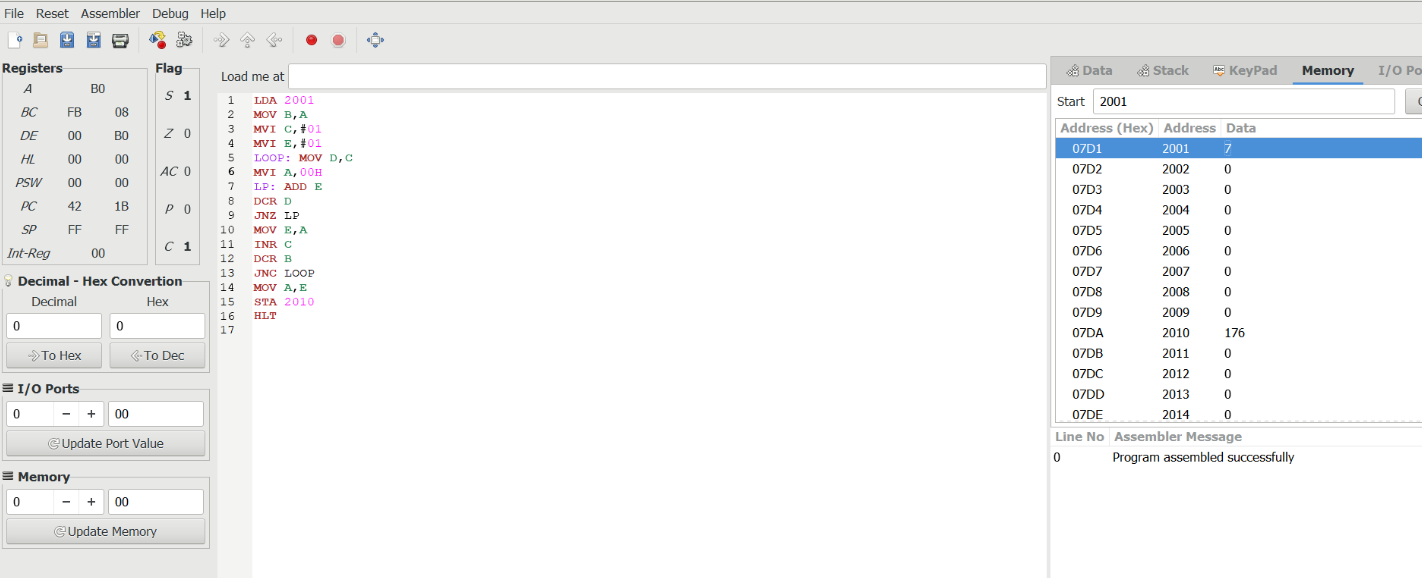 File Reset Assembler Debug Help
Registers
A B0
BC FB 08
DE 00 B0
HL 00 00
PSW 00 00
PC 42 1B
SP FF FF
Int-Reg 00
Flag
S 1
Z 0
AC 0
P 0
C 1
Decimal - Hex Convertion
Decimal Hex
0 0
To Hex To Dec
I/O Ports
0 − + 00
Update Port Value
Memory
0 − + 00
Update Memory
Load me at
1 LDA 2001
2 MOV B,A
3 MVI C,#01
4 MVI E,#01
5 LOOP: MOV D,C
6 MVI A,00H
7 LP: ADD E
8 DCR D
9 JNZ LP
10 MOV E,A
11 INR C
12 DCR B
13 JNC LOOP
14 MOV A,E
15 STA 2010
16 HLT
17
Data Stack Abc KeyPad Memory I/O Po
Start 2001
Address (Hex) Address Data
07D1 2001 7
07D2 2002 0
07D3 2003 0
07D4 2004 0
07D5 2005 0
07D6 2006 0
07D7 2007 0
07D8 2008 0
07D9 2009 0
07DA 2010 176
07DB 2011 0
07DC 2012 0
07DD 2013 0
07DE 2014 0
Line No Assembler Message
0 Program assembled successfully